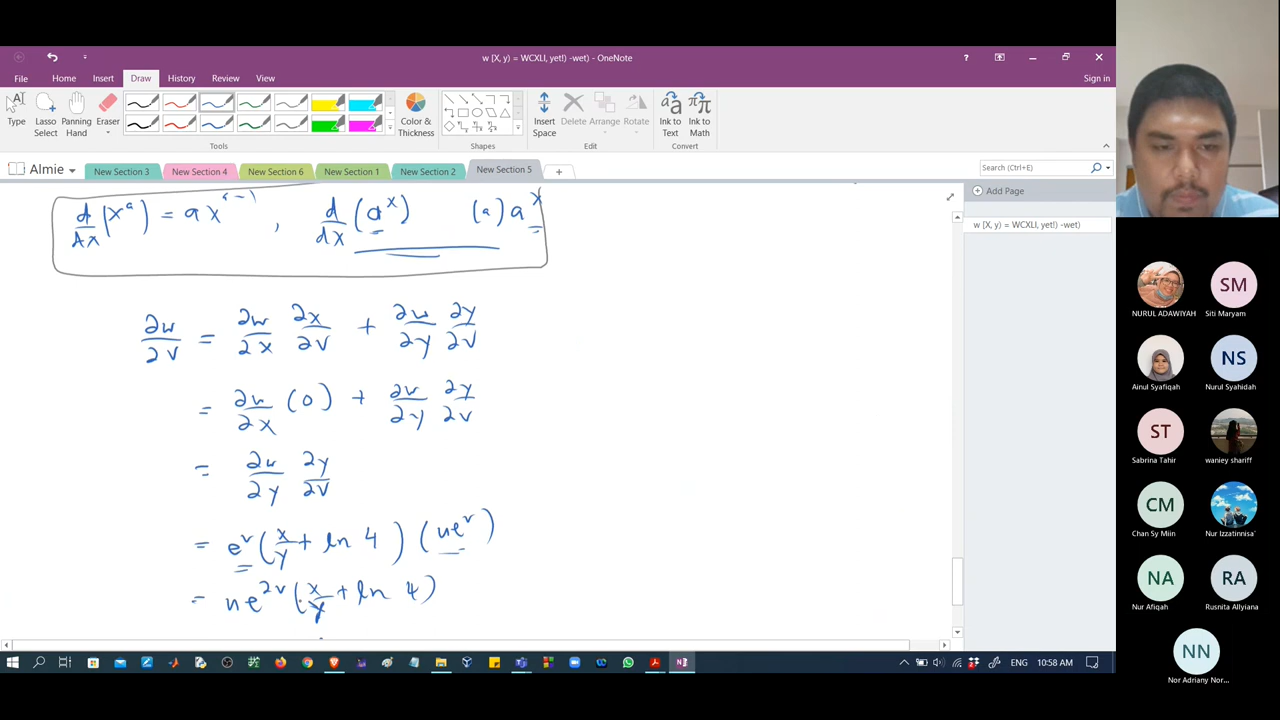 w [X, y) = WCXLI, yet!) -wet) - OneNote
File Home Insert Draw Review History View Sign in
Type Lasso Select Panning Hand Eraser Color & Thickness Insert Space Delete Arrange Rotate Ink to Text Ink to Math
Tools Shapes Edit Convert
Almie New Section 3 New Section 4 New Section 6 New Section 1 New Section 2 New Section 5 Search (Ctrl+E)
Add Page
w [X, y) = WCXLI, yet!) -wet)
d/dx (x^a) = a x^(a-1) , d/dx (a^x) (a) a^x
∂w/∂v = ∂w/∂x ∂x/∂v + ∂w/∂y ∂y/∂v
= ∂w/∂x (0) + ∂w/∂y ∂y/∂v
= ∂w/∂y ∂y/∂v
= e^v (x/y + ln 4) (ue^v)
= ue^2v (x/y + ln 4)
NURUL ADAWIYAH SM Siti Maryam
Ainul Syafiqah NS Nurul Syahidah
ST Sabrina Tahir waniey shariff
CM Chan Sy Miin Nur Izzatinnisa'
NA Nur Afiqah RA Rusnita Allyiana
NN Nor Adriany Nor...
ENG 10:58 AM